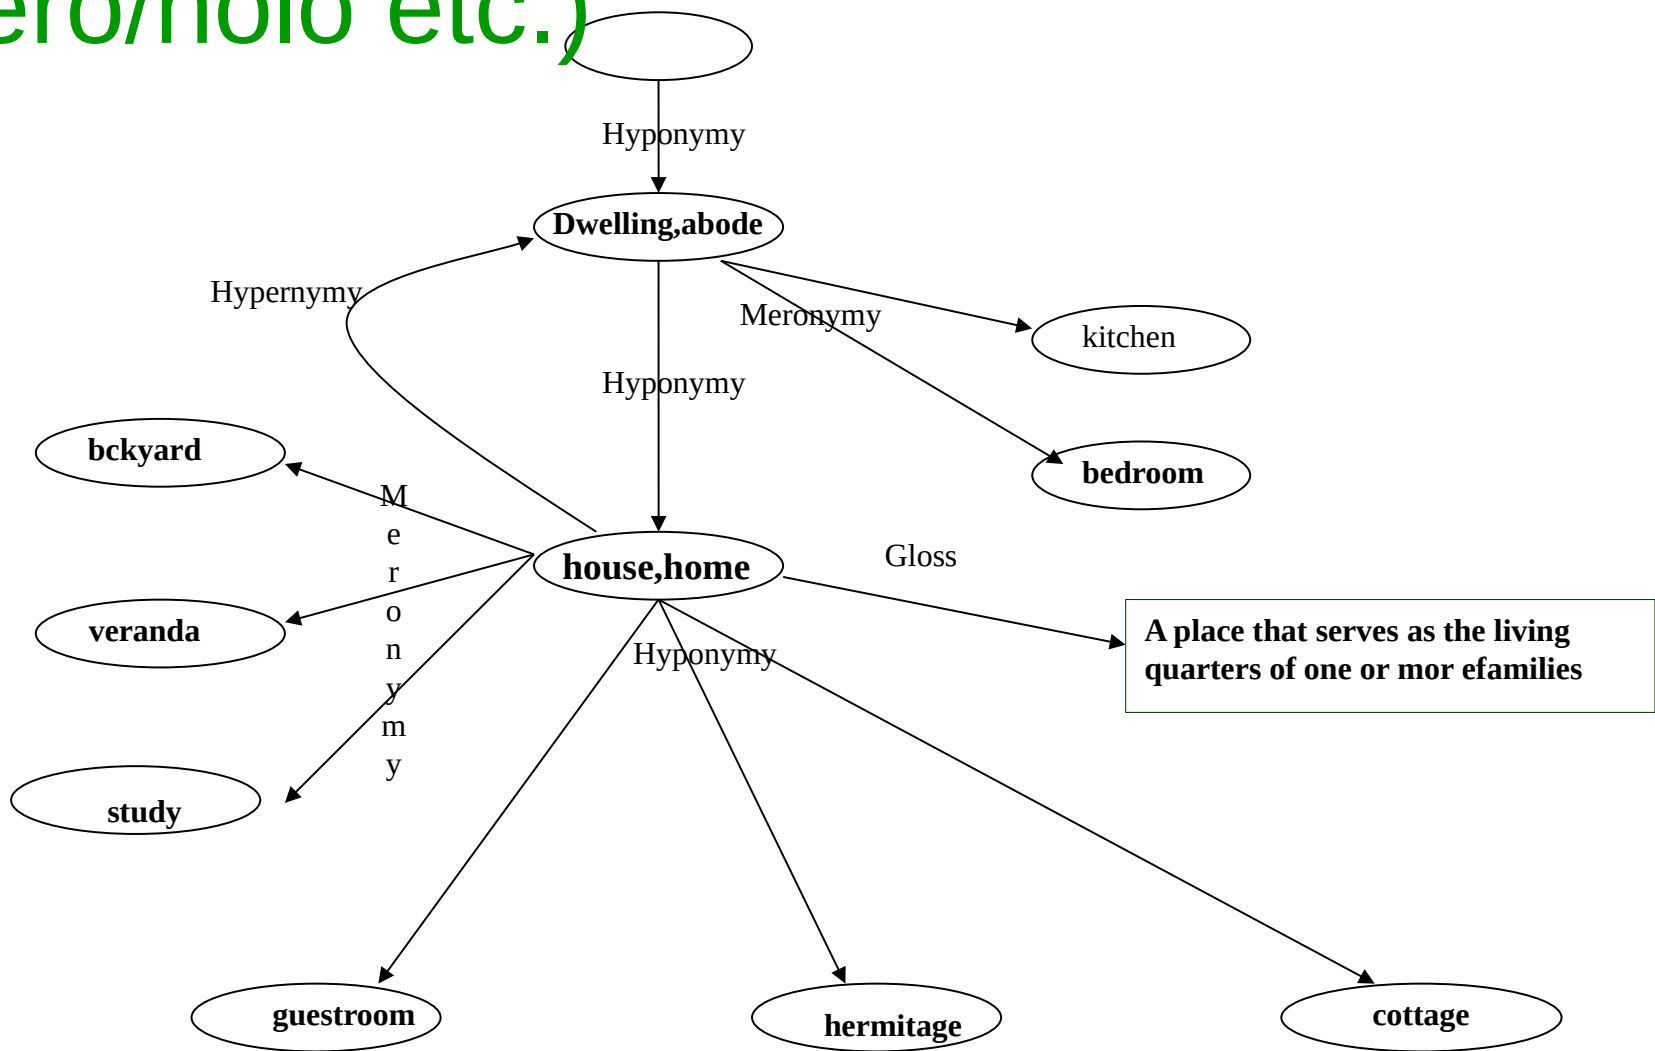 ero/holo etc.)
Hyponymy
Dwelling,abode
Hypernymy
Meronymy
kitchen
Hyponymy
bckyard
bedroom
Meronymy
house,home
Gloss
veranda
A place that serves as the living
quarters of one or mor efamilies
Hyponymy
study
guestroom
hermitage
cottage